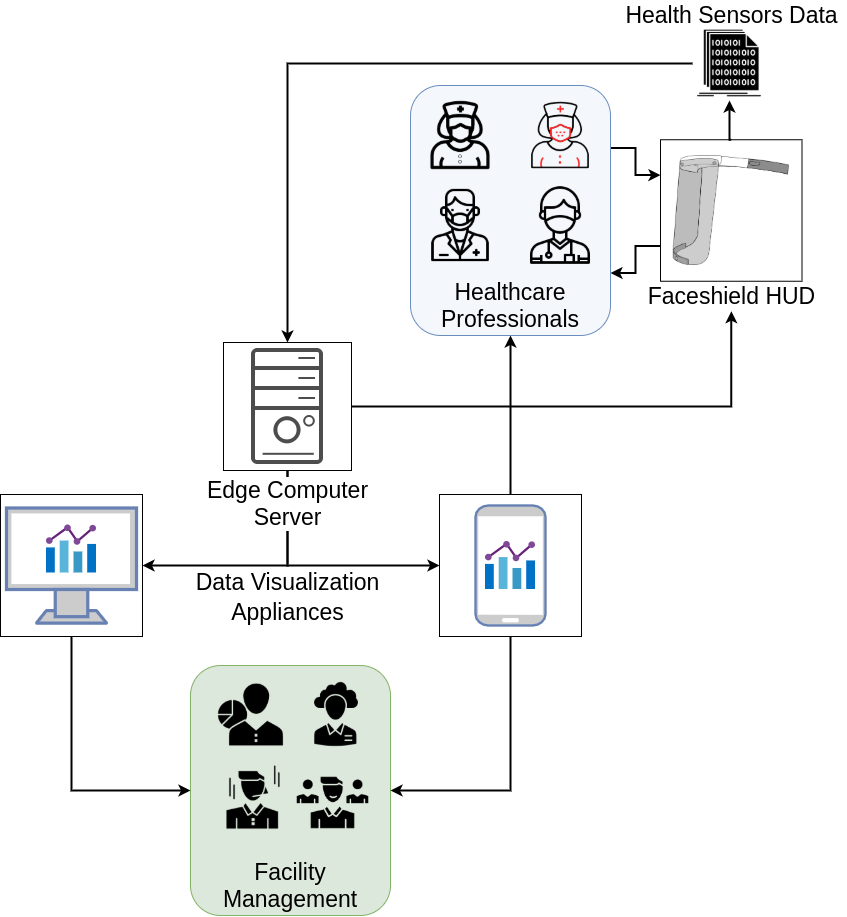 Health Sensors Data
Healthcare
Professionals
Faceshield HUD
Edge Computer
Server
Data Visualization
Appliances
Facility
Management